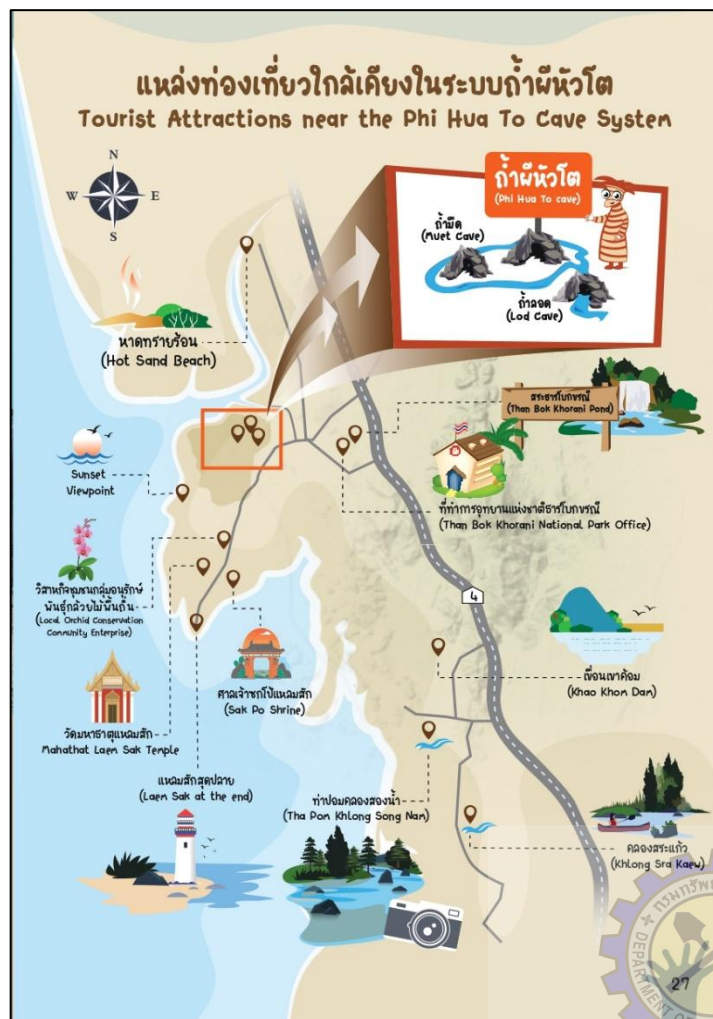 แหล่งท่องเที่ยวใกล้เคียงในระบบถ้ำผีหัวโต
Tourist Attractions near the Phi Hua To Cave System
N
W
E
S
ถ้ำผีหัวโต
(Phi Hua To cave)
ถ้ำมืด
(Muet Cave)
ถ้ำลอด
(Lod Cave)
หาดทรายร้อน
(Hot Sand Beach)
สระธารโบกขรณี
(Than Bok Khorani Pond)
Sunset
Viewpoint
ที่ทำการอุทยานแห่งชาติธารโบกขรณี
(Than Bok Khorani National Park Office)
วิสาหกิจชุมชนกลุ่มอนุรักษ์
พันธุ์กล้วยไม้พื้นถิ่น
(Local Orchid Conservation
Community Enterprise)
4
ศาลเจ้าซกโป้แหลมสัก
(Sak Po Shrine)
เขื่อนเขาค้อม
(Khao Khom Dam)
วัดมหาธาตุแหลมสัก
Mahathat Laem Sak Temple
แหลมสักสุดปลาย
(Laem Sak at the end)
ท่าปอมคลองสองน้ำ
(Tha Pom Khlong Song Nam)
คลองสระแก้ว
(Khlong Sra Kaew)
กรมทรัพ
DEPARTMENT OF
27